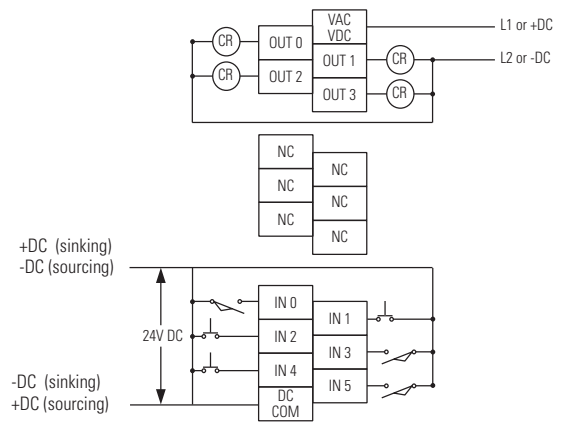 VAC
VDC
L1 or +DC
CR
OUT 0
OUT 1
CR
L2 or -DC
CR
OUT 2
OUT 3
CR
NC
NC
NC
NC
NC
NC
+DC (sinking)
-DC (sourcing)
IN 0
IN 1
24V DC
IN 2
IN 3
IN 4
IN 5
-DC (sinking)
+DC (sourcing)
DC
COM